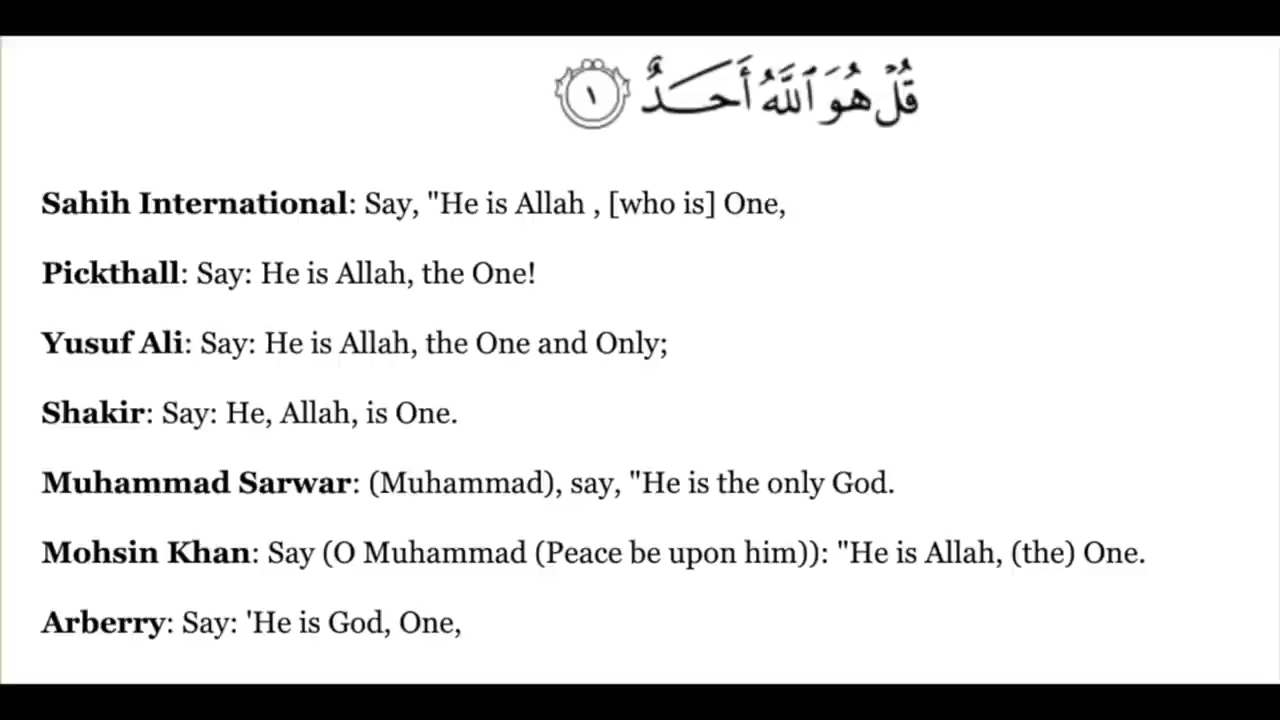 قُلۡ هُوَ ٱللَّهُ أَحَدٌ ١
Sahih International: Say, "He is Allah , [who is] One,
Pickthall: Say: He is Allah, the One!
Yusuf Ali: Say: He is Allah, the One and Only;
Shakir: Say: He, Allah, is One.
Muhammad Sarwar: (Muhammad), say, "He is the only God.
Mohsin Khan: Say (O Muhammad (Peace be upon him)): "He is Allah, (the) One.
Arberry: Say: 'He is God, One,